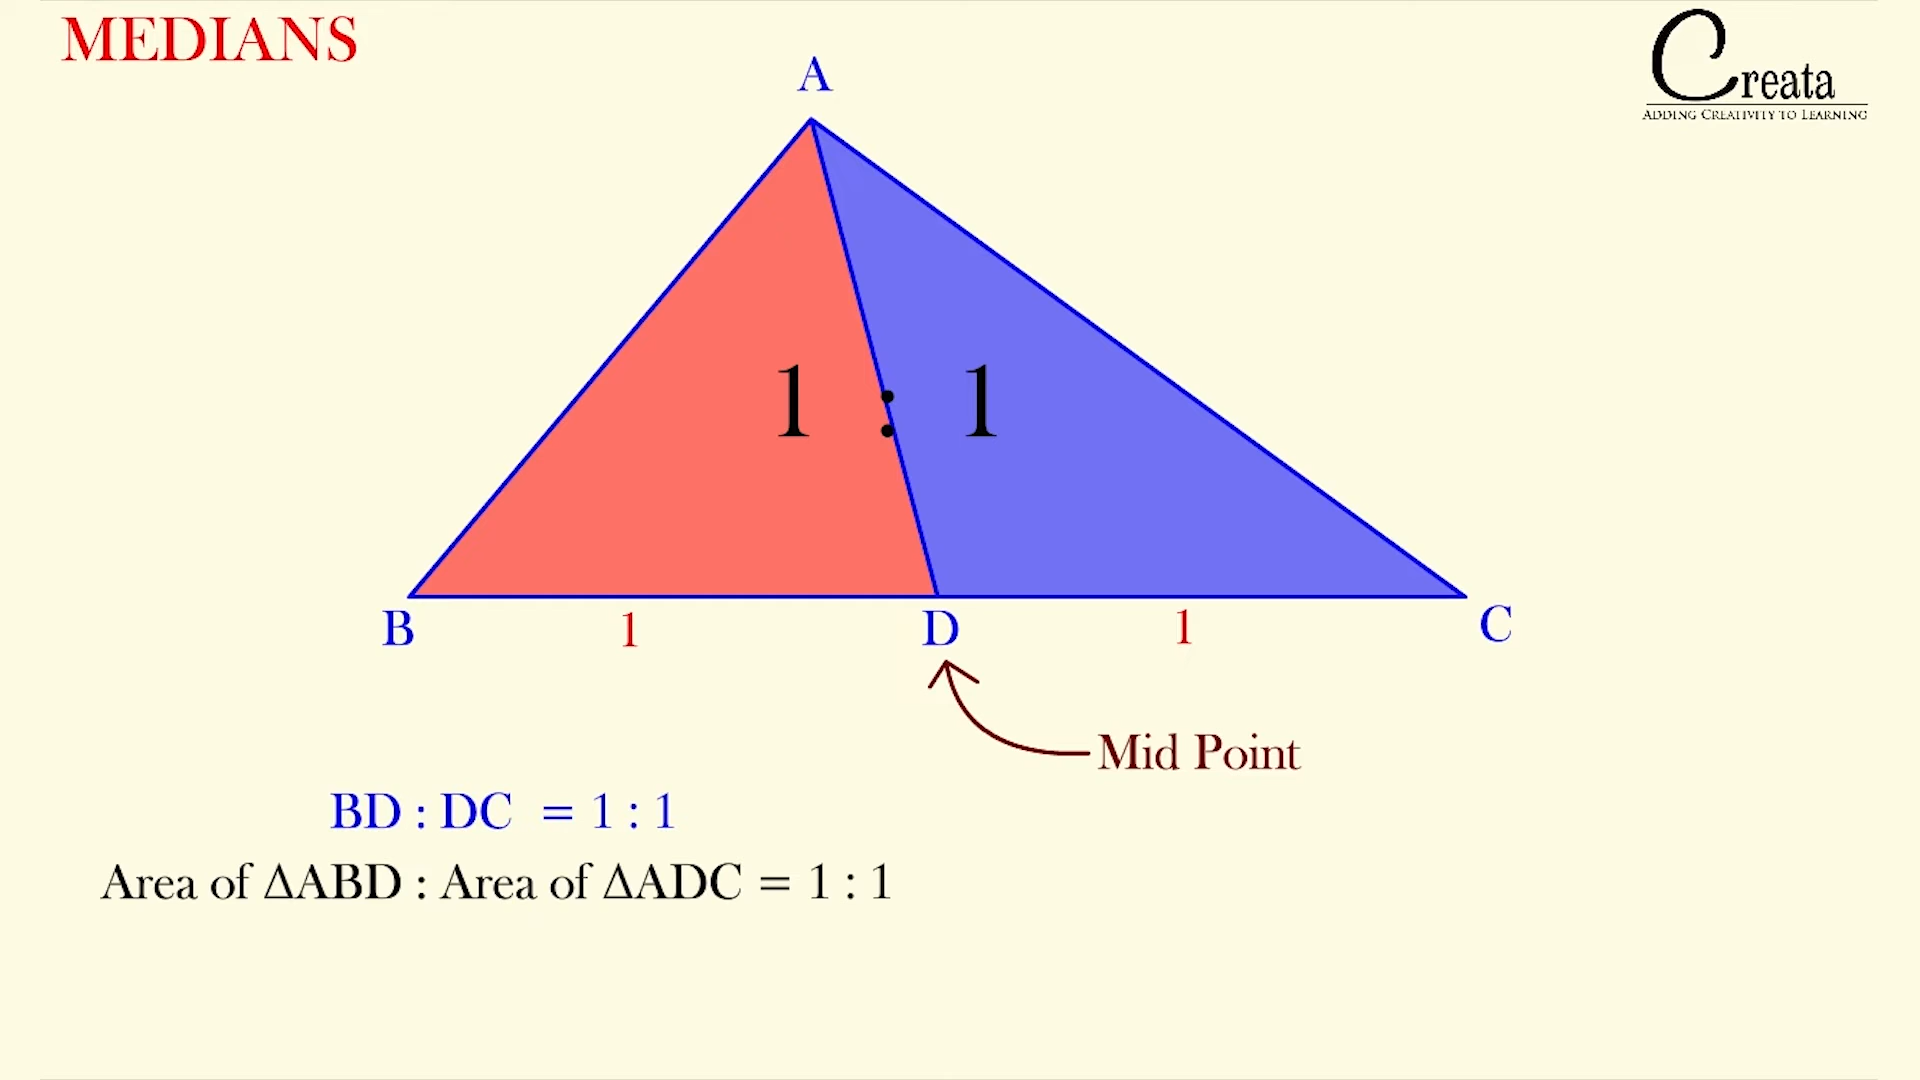 MEDIANS
Creata
ADDING CREATIVITY TO LEARNING
A
1 : 1
B 1 D 1 C
Mid Point
BD : DC = 1 : 1
Area of ΔABD : Area of ΔADC = 1 : 1